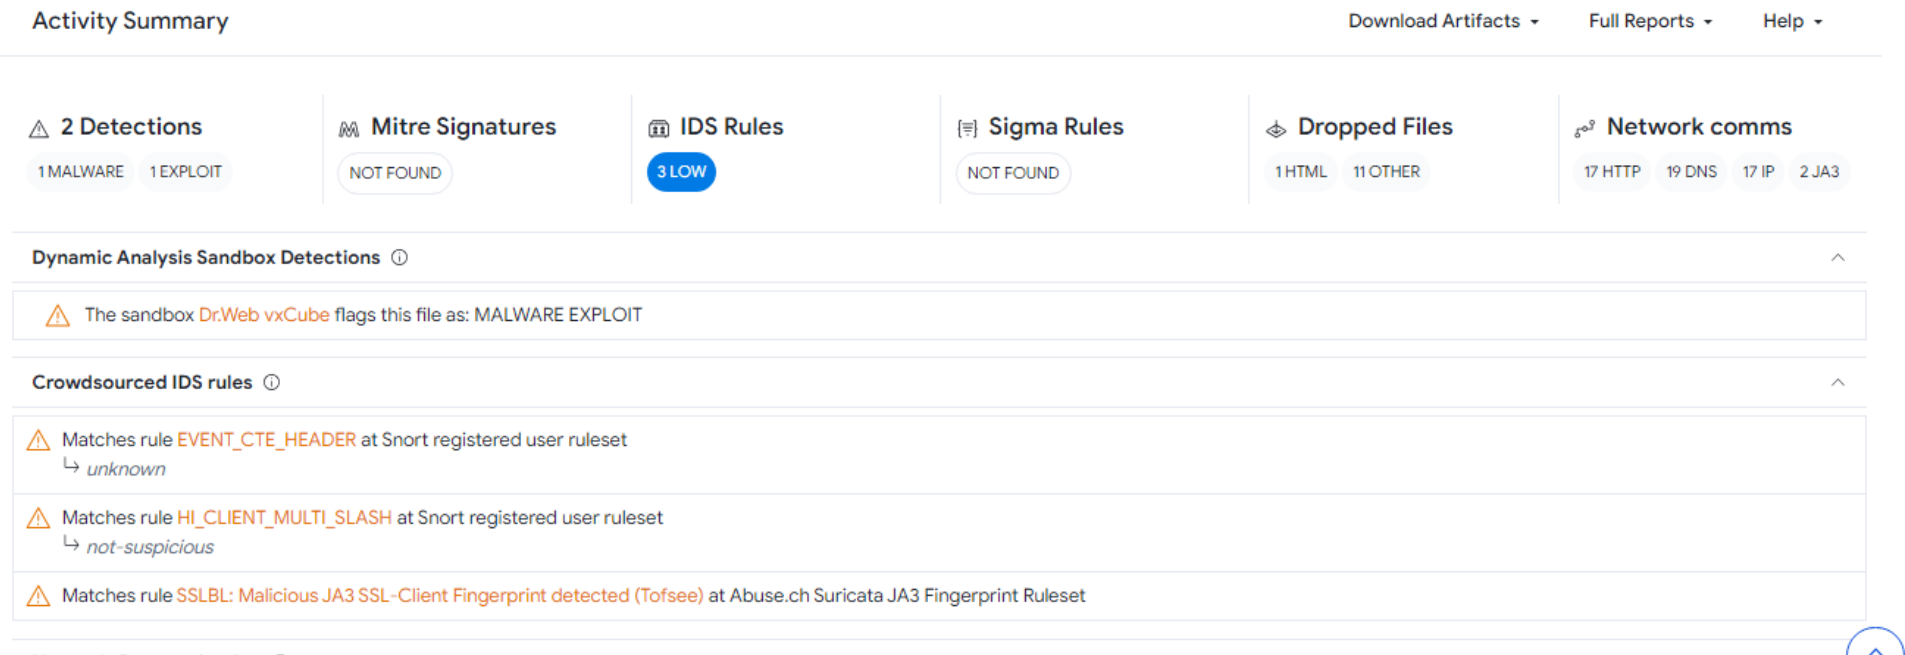 Activity Summary
Download Artifacts
Full Reports
Help
2 Detections
1 MALWARE
1 EXPLOIT
Mitre Signatures
NOT FOUND
IDS Rules
3 LOW
Sigma Rules
NOT FOUND
Dropped Files
1 HTML
11 OTHER
Network comms
17 HTTP
19 DNS
17 IP
2 JA3
Dynamic Analysis Sandbox Detections
The sandbox Dr.Web vxCube flags this file as: MALWARE EXPLOIT
Crowdsourced IDS rules
Matches rule EVENT_CTE_HEADER at Snort registered user ruleset
unknown
Matches rule HI_CLIENT_MULTI_SLASH at Snort registered user ruleset
not-suspicious
Matches rule SSLBL: Malicious JA3 SSL-Client Fingerprint detected (Tofsee) at Abuse.ch Suricata JA3 Fingerprint Ruleset